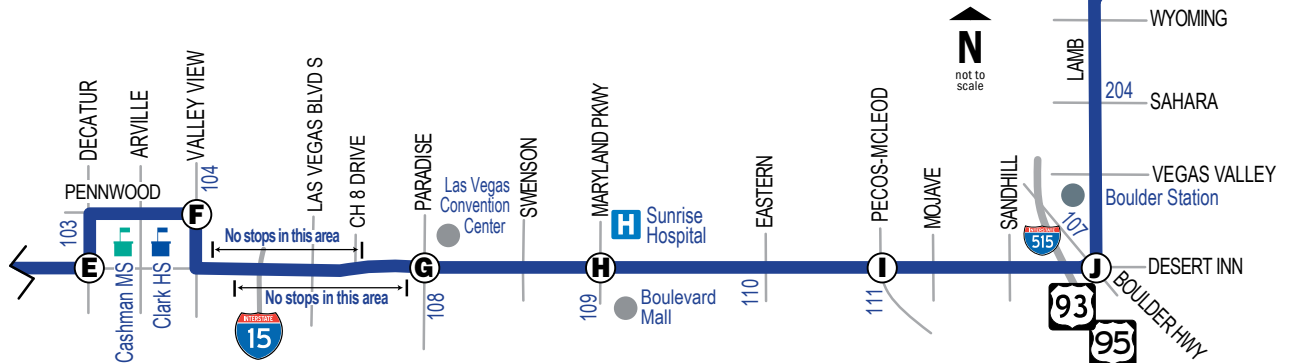 WYOMING
N
not to
scale
LAMB
204
SAHARA
DECATUR
ARVILLE
VALLEY VIEW
104
LAS VEGAS BLVD S
CH 8 DRIVE
PARADISE
Las Vegas
Convention
Center
SWENSON
MARYLAND PKWY
H
Sunrise
Hospital
EASTERN
PECOS-MCLEOD
MOJAVE
SANDHILL
VEGAS VALLEY
Boulder Station
107
PENNWOOD
103
F
No stops in this area
INTERSTATE
515
E
G
H
I
J
DESERT INN
Cashman MS
Clark HS
No stops in this area
INTERSTATE
15
108
109
Boulevard
Mall
110
111
BOULDER HWY
93
95